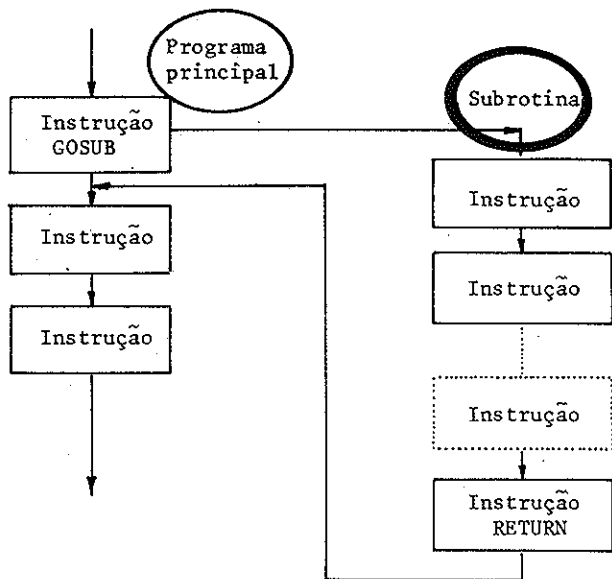 Programa
principal
Instrução
GOSUB
Instrução
Instrução
Subrotina
Instrução
Instrução
Instrução
Instrução
RETURN